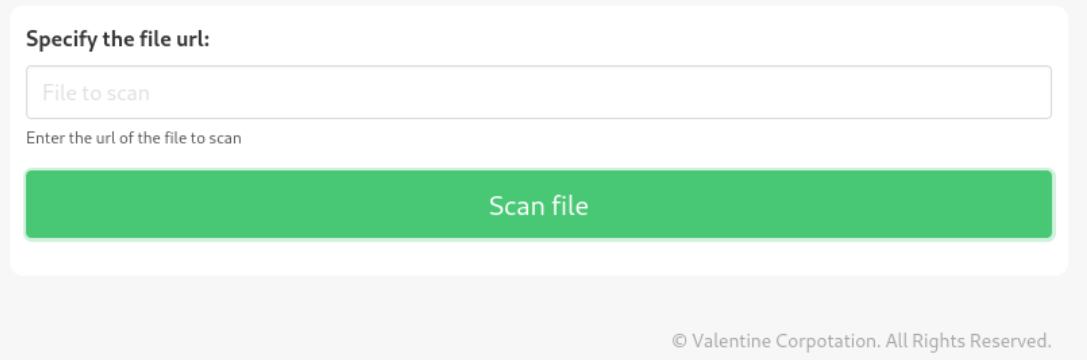 Specify the file url:
File to scan
Enter the url of the file to scan
Scan file
© Valentine Corpotation. All Rights Reserved.